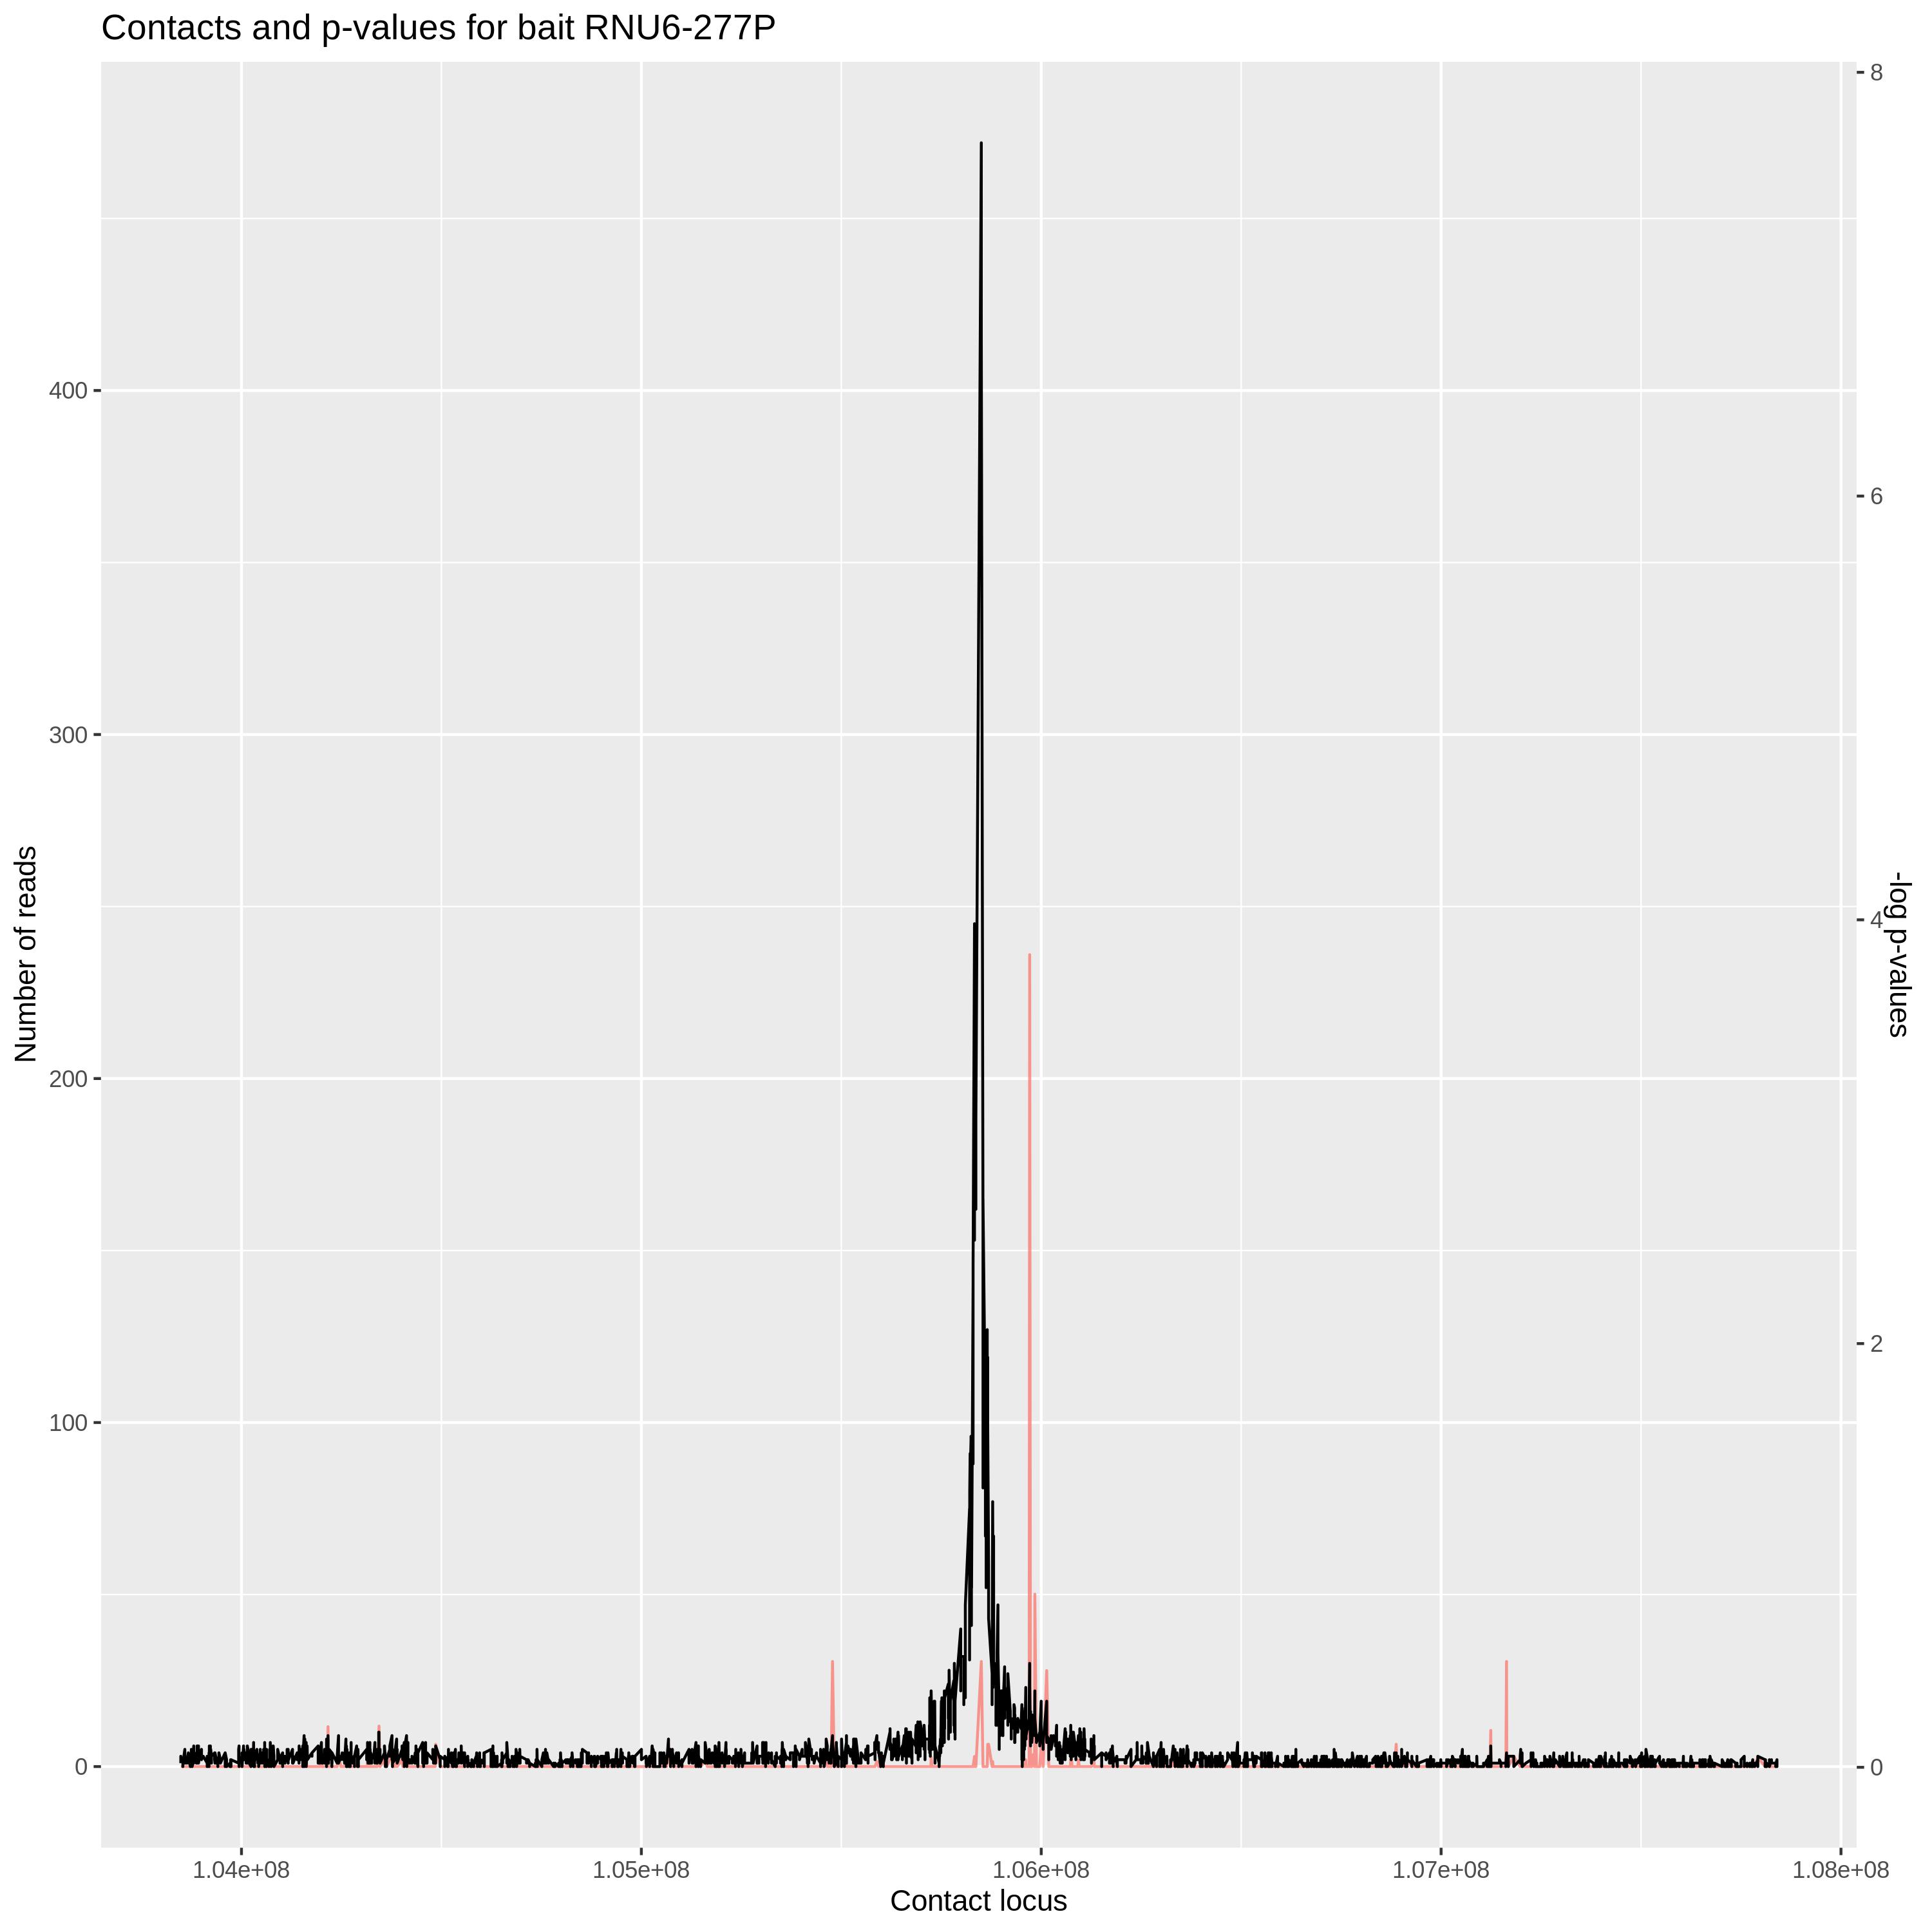 Contacts and p-values for bait RNU6-277P
8
400
6
300
Number of reads
-log p-values
4
200
2
100
0
0
1.04e+08
1.05e+08
1.06e+08
1.07e+08
1.08e+08
Contact locus